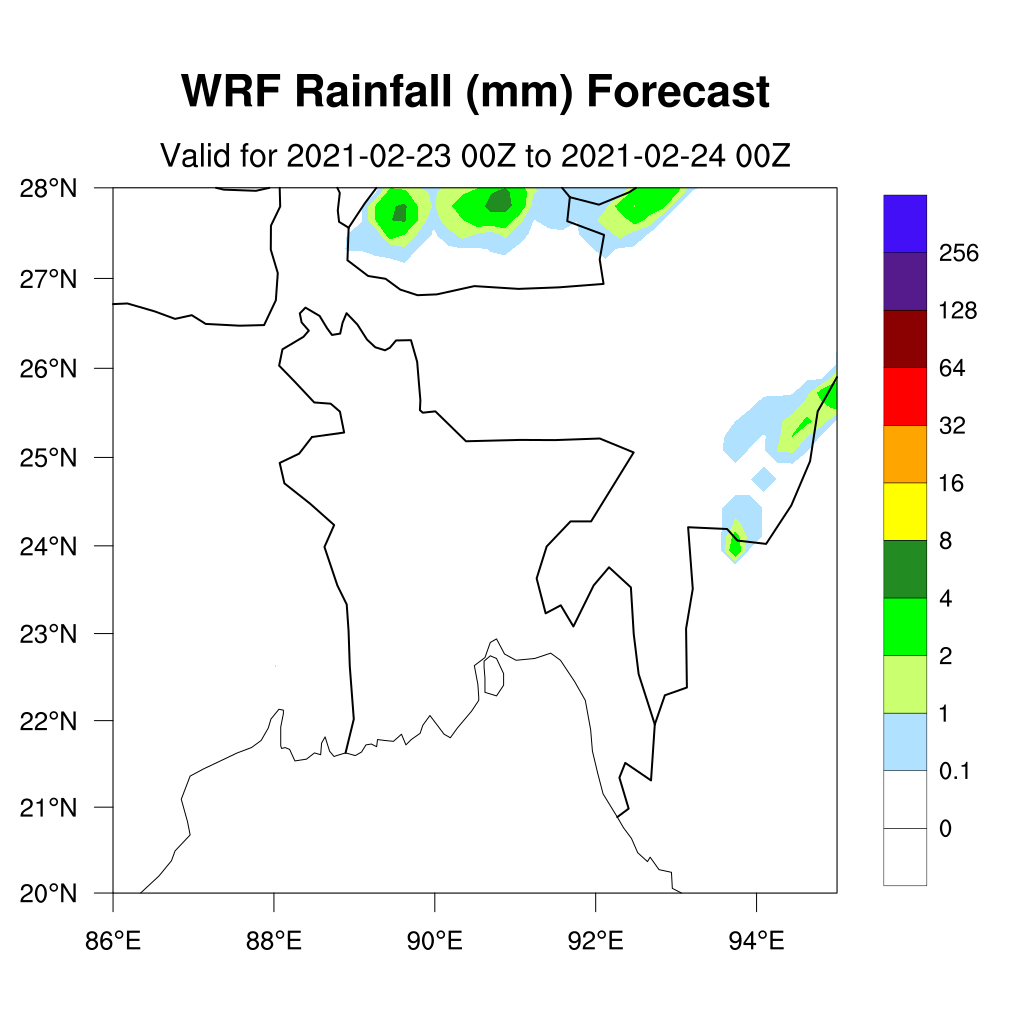 WRF Rainfall (mm) Forecast
Valid for 2021-02-23 00Z to 2021-02-24 00Z
28°N
27°N
26°N
25°N
24°N
23°N
22°N
21°N
20°N
86°E 88°E 90°E 92°E 94°E
256
128
64
32
16
8
4
2
1
0.1
0